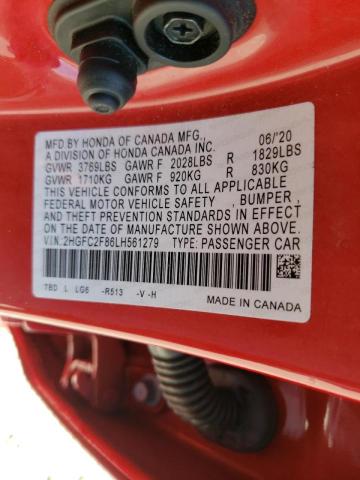 MFD.BY HONDA OF CANADA MFG., 06/20
A DIVISION OF HONDA CANADA INC.
GVWR 3769LBS GAWR F 2028LBS R 1829LBS
GVWR 1710KG GAWR F 920KG R 830KG
THIS VEHICLE CONFORMS TO ALL APPLICABLE
FEDERAL MOTOR VEHICLE SAFETY , BUMPER ,
AND THEFT PREVENTION STANDARDS IN EFFECT ON
THE DATE OF MANUFACTURE SHOWN ABOVE.
V.I.N:2HGFC2F86LH561279 TYPE: PASSENGER CAR
TBD L LG6 -R513 -V -H MADE IN CANADA